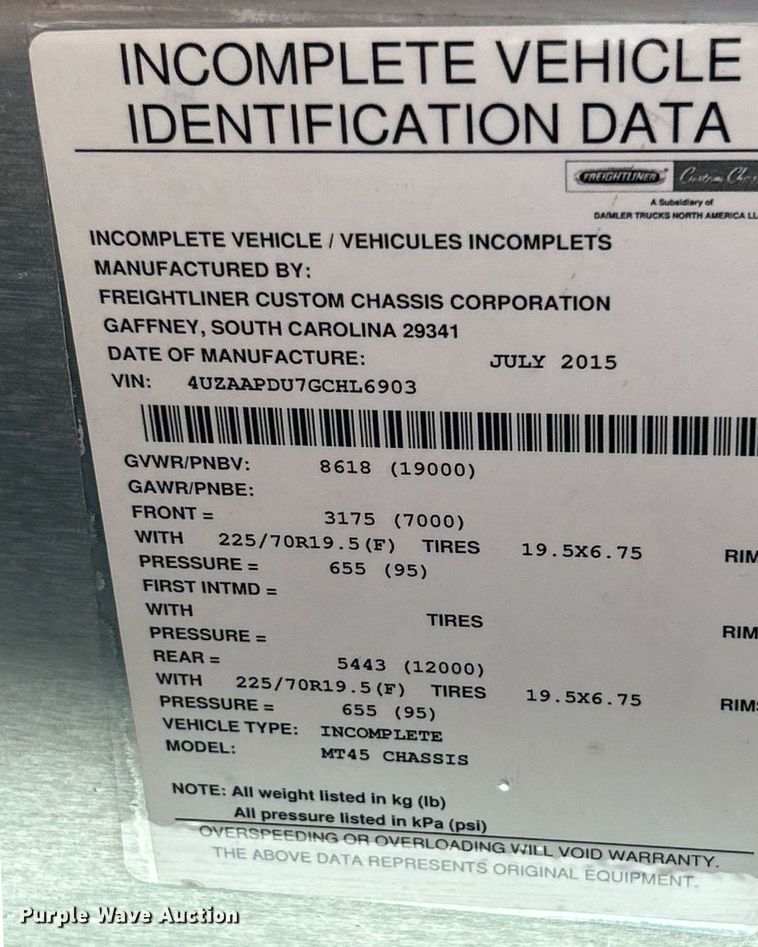 INCOMPLETE VEHICLE
IDENTIFICATION DATA
FREIGHTLINER Custom
A Subsidiary of
DAIMLER TRUCKS NORTH AMERICA
INCOMPLETE VEHICLE / VEHICULES INCOMPLETS
MANUFACTURED BY:
FREIGHTLINER CUSTOM CHASSIS CORPORATION
GAFFNEY, SOUTH CAROLINA 29341
DATE OF MANUFACTURE: JULY 2015
VIN: 4UZAAPDU7GCHL6903
GVWR/PNBV: 8618 (19000)
GAWR/PNBE:
FRONT = 3175 (7000)
WITH 225/70R19.5(F) TIRES 19.5X6.75 RIM
PRESSURE = 655 (95)
FIRST INTMD =
WITH TIRES RIM
PRESSURE =
REAR = 5443 (12000)
WITH 225/70R19.5(F) TIRES 19.5X6.75 RIMS
PRESSURE = 655 (95)
VEHICLE TYPE: INCOMPLETE
MODEL: MT45 CHASSIS
NOTE: All weight listed in kg (lb)
All pressure listed in kPa (psi)
OVERSPEEDING OR OVERLOADING WILL VOID WARRANTY.
THE ABOVE DATA REPRESENTS ORIGINAL EQUIPMENT.
Purple Wave Auction